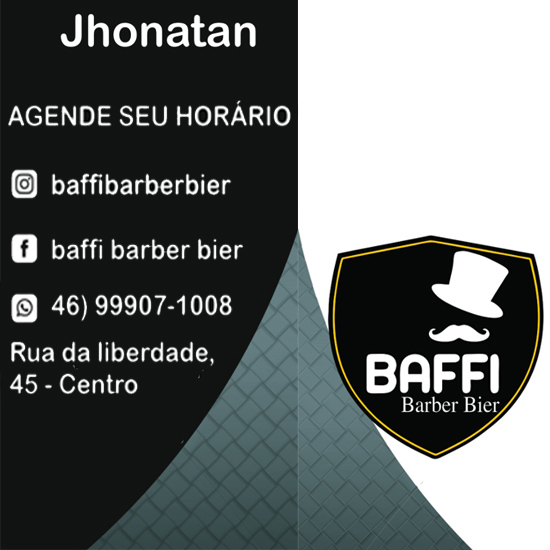 Jhonatan
AGENDE SEU HORÁRIO
baffibarberbier
baffi barber bier
46) 99907-1008
Rua da liberdade,
45 - Centro
BAFFI
Barber Bier